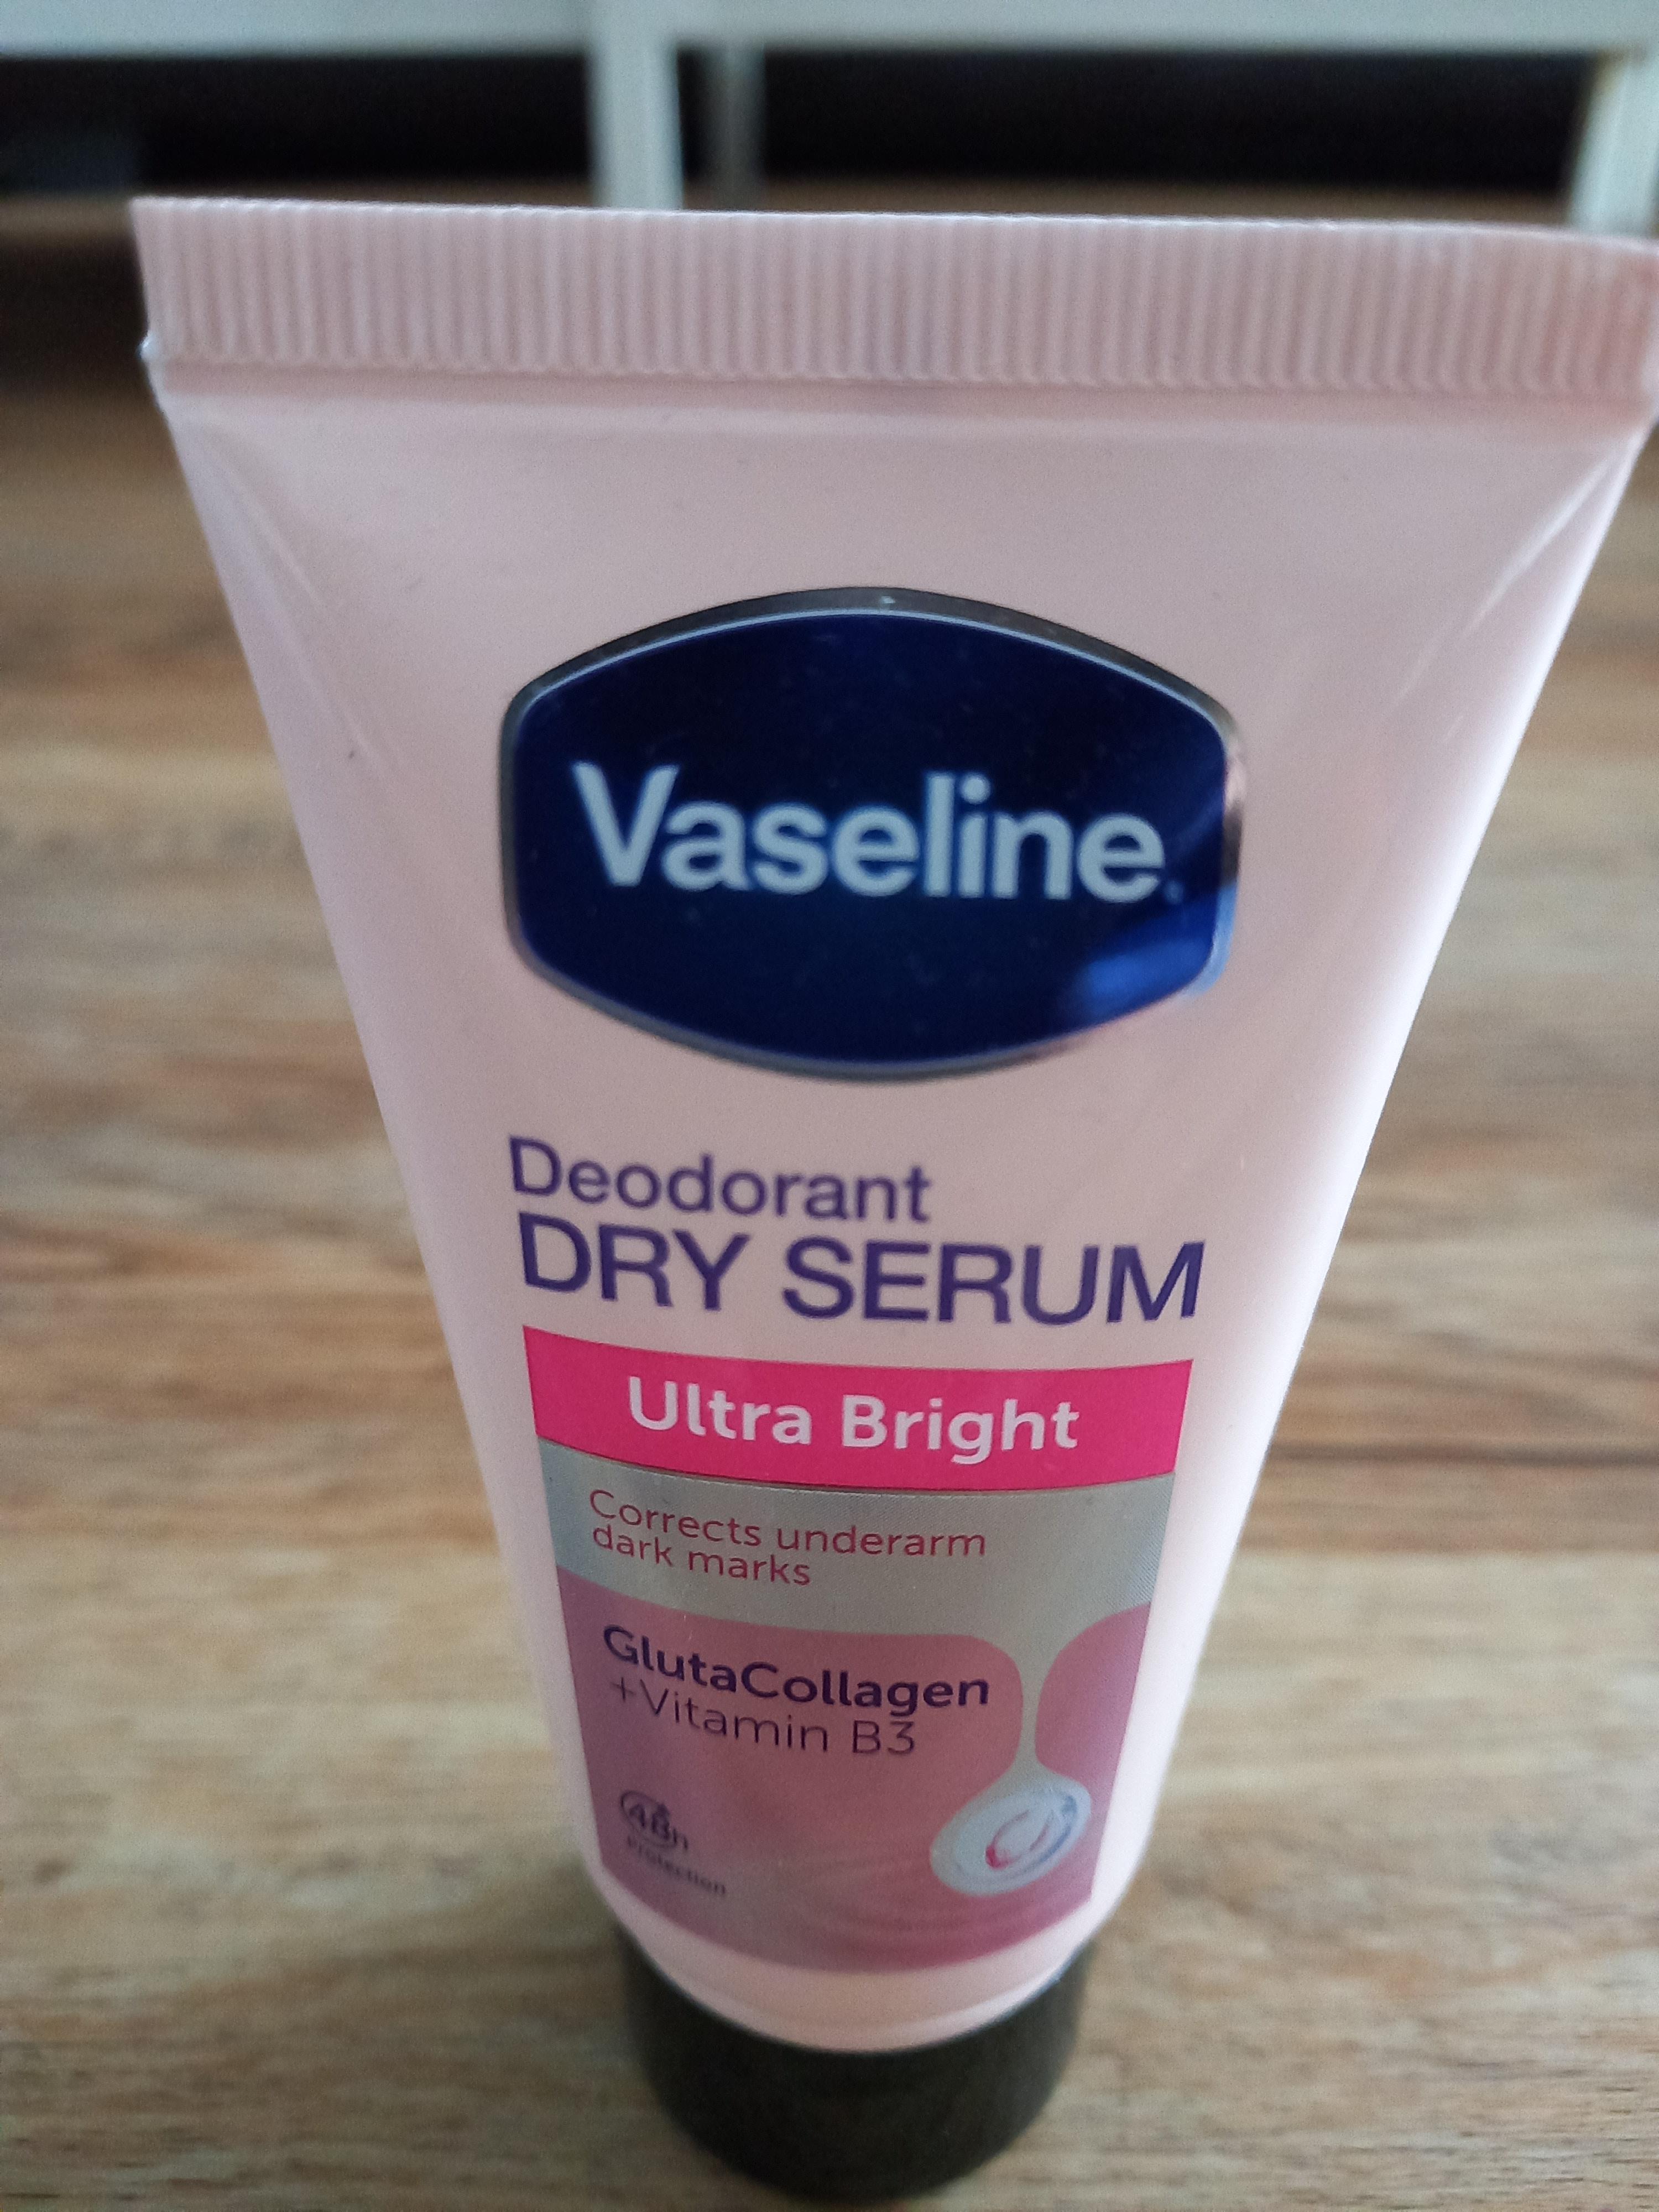 Vaseline.
Deodorant
DRY SERUM
Ultra Bright
Corrects underarm
dark marks
GlutaCollagen
+Vitamin B3
48h
Protection